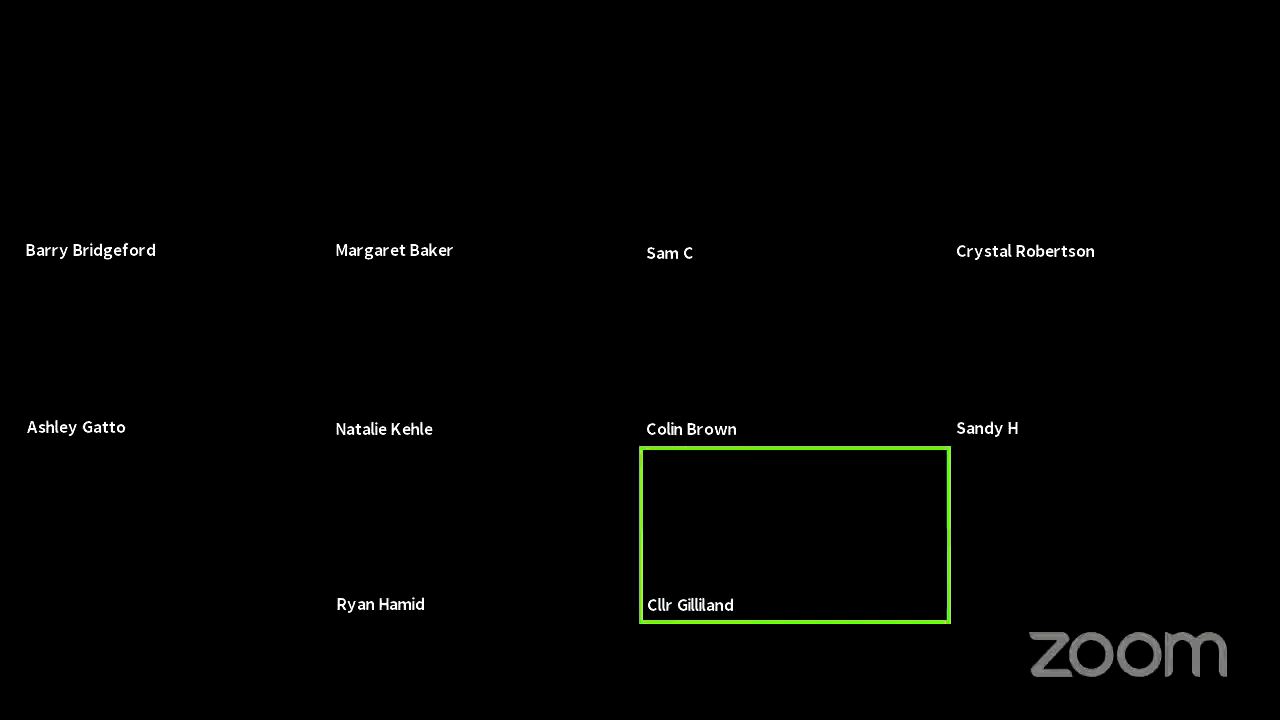 Barry Bridgeford
Margaret Baker
Sam C
Crystal Robertson
Ashley Gatto
Natalie Kehle
Colin Brown
Sandy H
Ryan Hamid
Cllr Gilliland
zoom